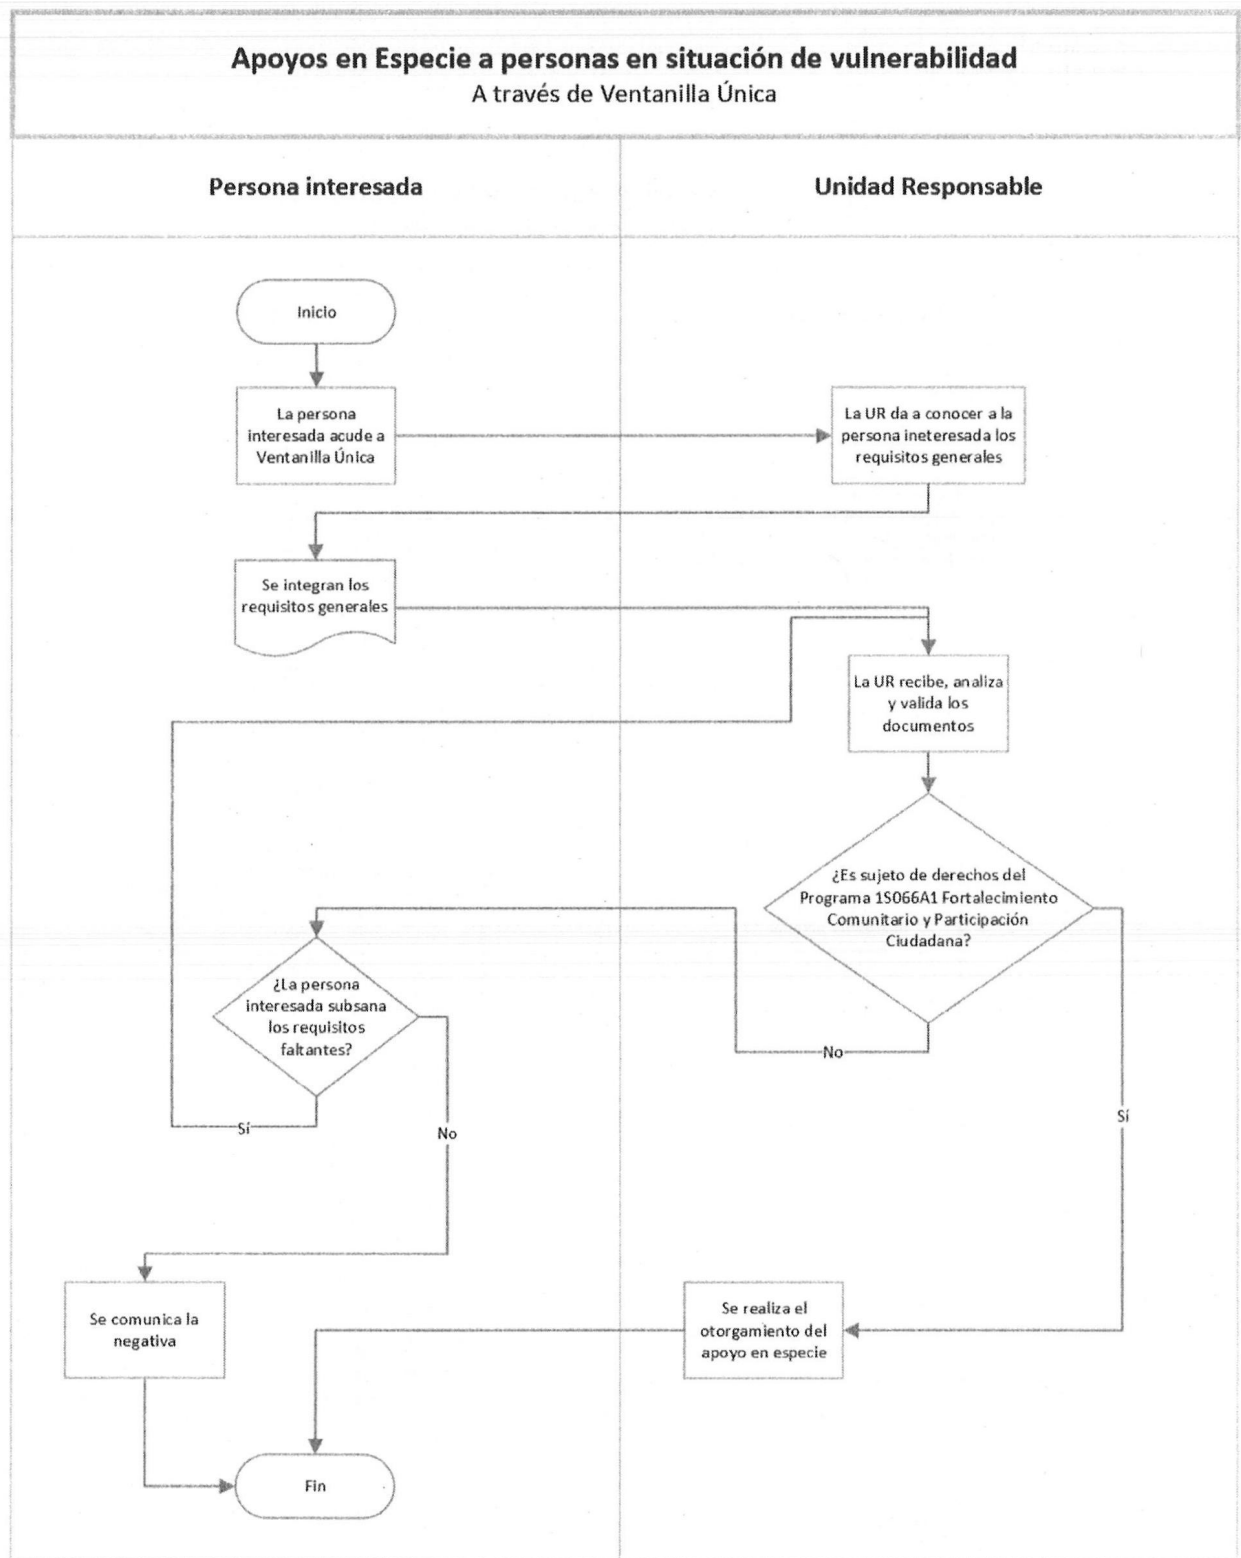 Apoyos en Especie a personas en situación de vulnerabilidad
A través de Ventanilla Única
Persona interesada
Unidad Responsable
Inicio
La persona
interesada acude a
Ventanilla Única
La UR da a conocer a la
persona ineteresada los
requisitos generales
Se integran los
requisitos generales
La UR recibe, analiza
y valida los
documentos
¿Es sujeto de derechos del
Programa 1S066A1 Fortalecimiento
Comunitario y Participación
Ciudadana?
¿La persona
interesada subsana
los requisitos
faltantes?
No
Sí
No
Sí
Se comunica la
negativa
Se realiza el
otorgamiento del
apoyo en especie
Fin